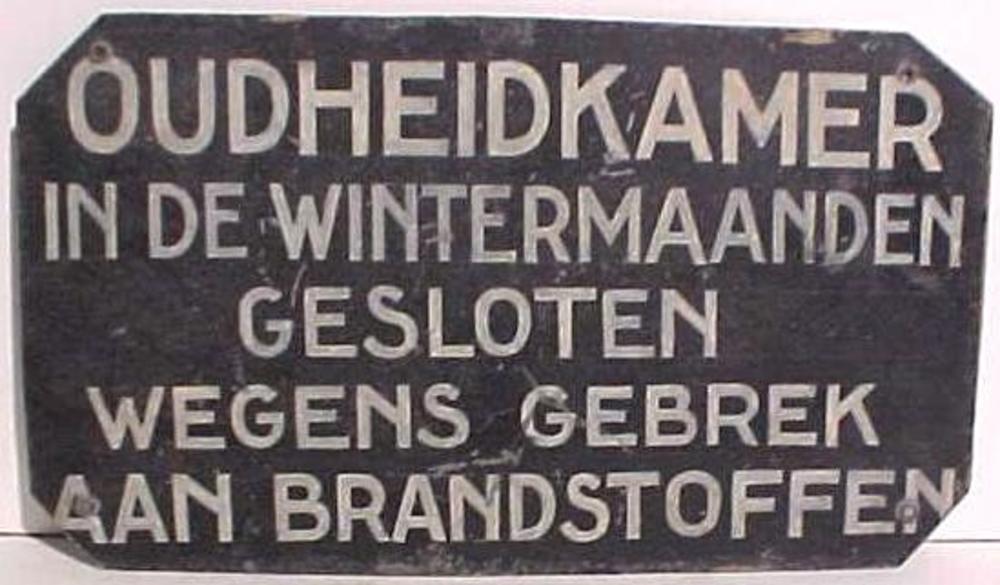 OUDHEIDKAMER
IN DE WINTERMAANDEN
GESLOTEN
WEGENS GEBREK
AAN BRANDSTOFFEN